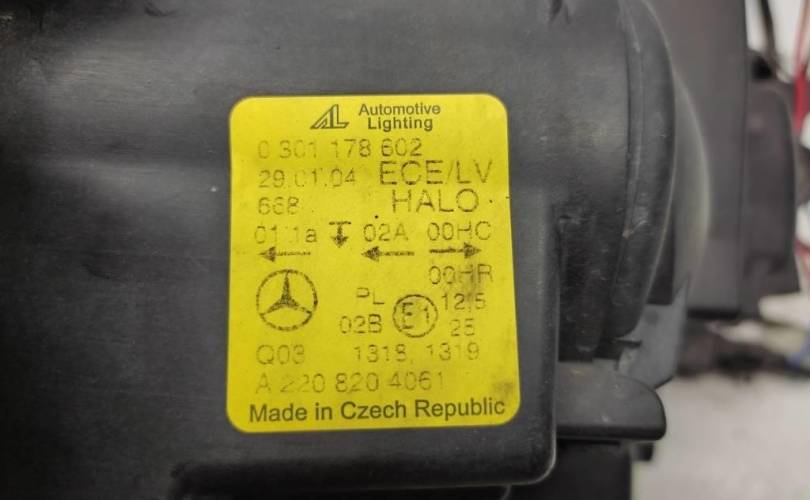 AL Automotive
Lighting
0 301 178 602
29.01.04 ECE/LV
668 HALO
01 1a 02A 00HC
00HR
PL 12,5
02B E1 25
Q03 1318, 1319
A 220 820 4061
Made in Czech Republic